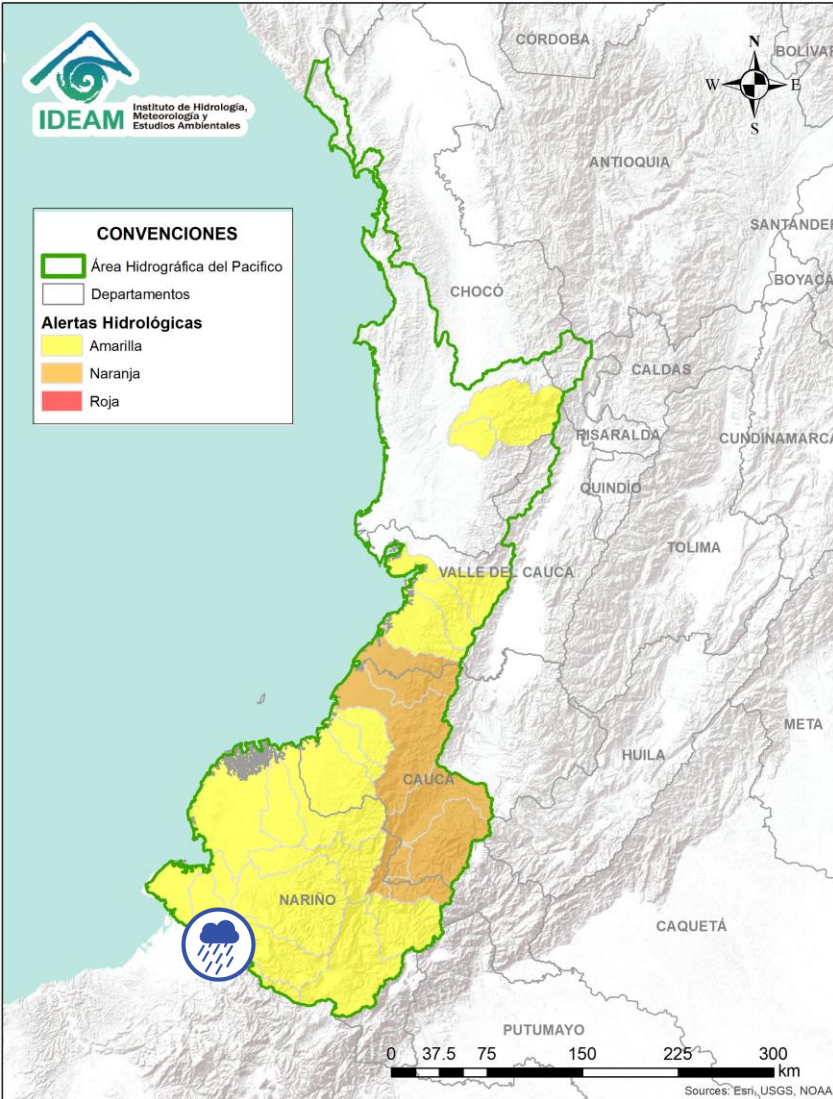 IDEAM
Instituto de Hidrología,
Meteorología y
Estudios Ambientales
CÓRDOBA
BOLÍVAR
N
W
E
S
ANTIOQUIA
CONVENCIONES
Área Hidrográfica del Pacifico
Departamentos
Alertas Hidrológicas
Amarilla
Naranja
Roja
SANTANDER
BOYACÁ
CHOCÓ
CALDAS
RISARALDA
CUNDINAMARCA
QUINDÍO
TOLIMA
VALLE DEL CAUCA
META
HUILA
CAUCA
NARIÑO
CAQUETÁ
PUTUMAYO
0 37.5 75 150 225 300
km
Sources: Esri, USGS, NOAA